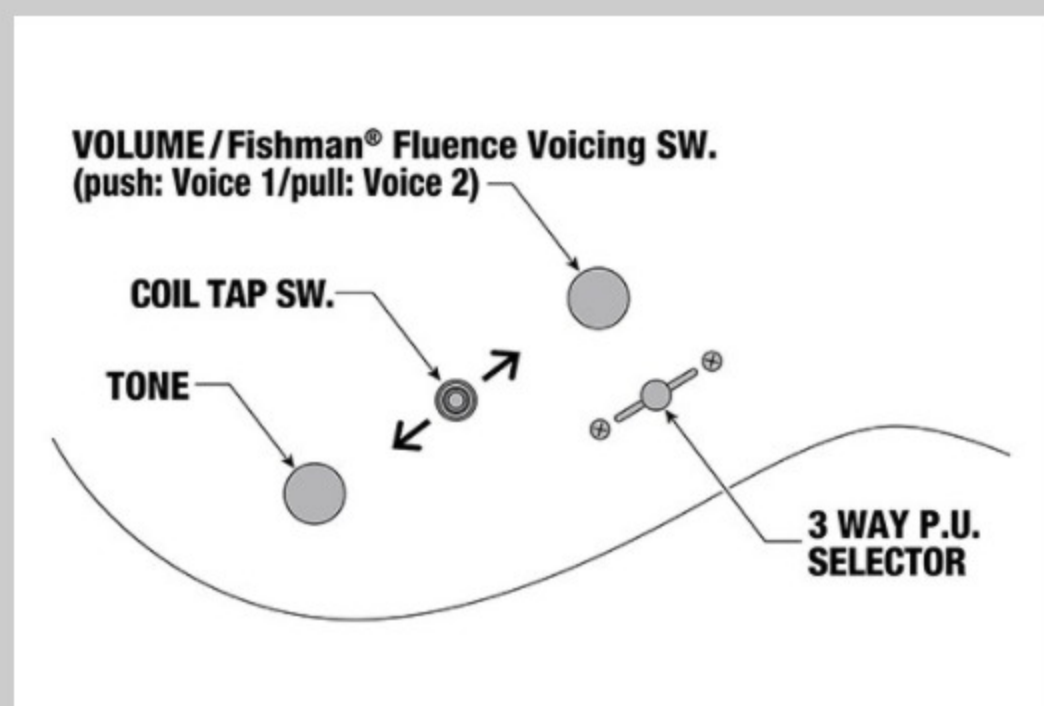 VOLUME/Fishman® Fluence Voicing SW.
(push: Voice 1/pull: Voice 2)
COIL TAP SW.
TONE
3 WAY P.U.
SELECTOR